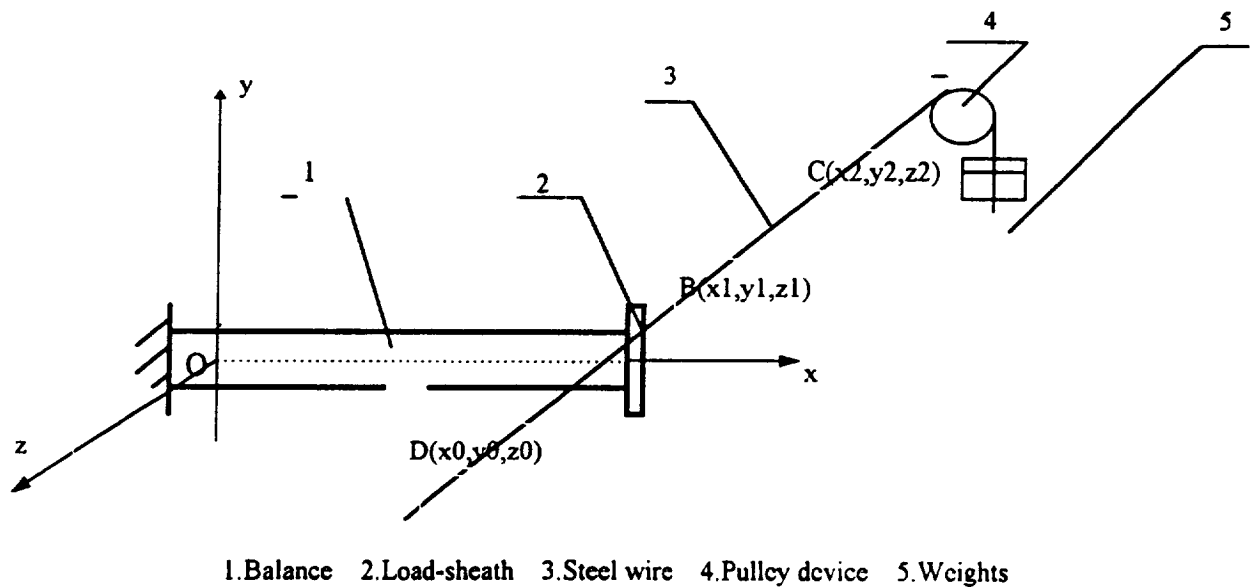 4
5
3
y
C(x2,y2,z2)
1
2
B(x1,y1,z1)
O
x
z
D(x0,y0,z0)
1.Balance 2.Load-sheath 3.Steel wire 4.Pulley device 5.Weights